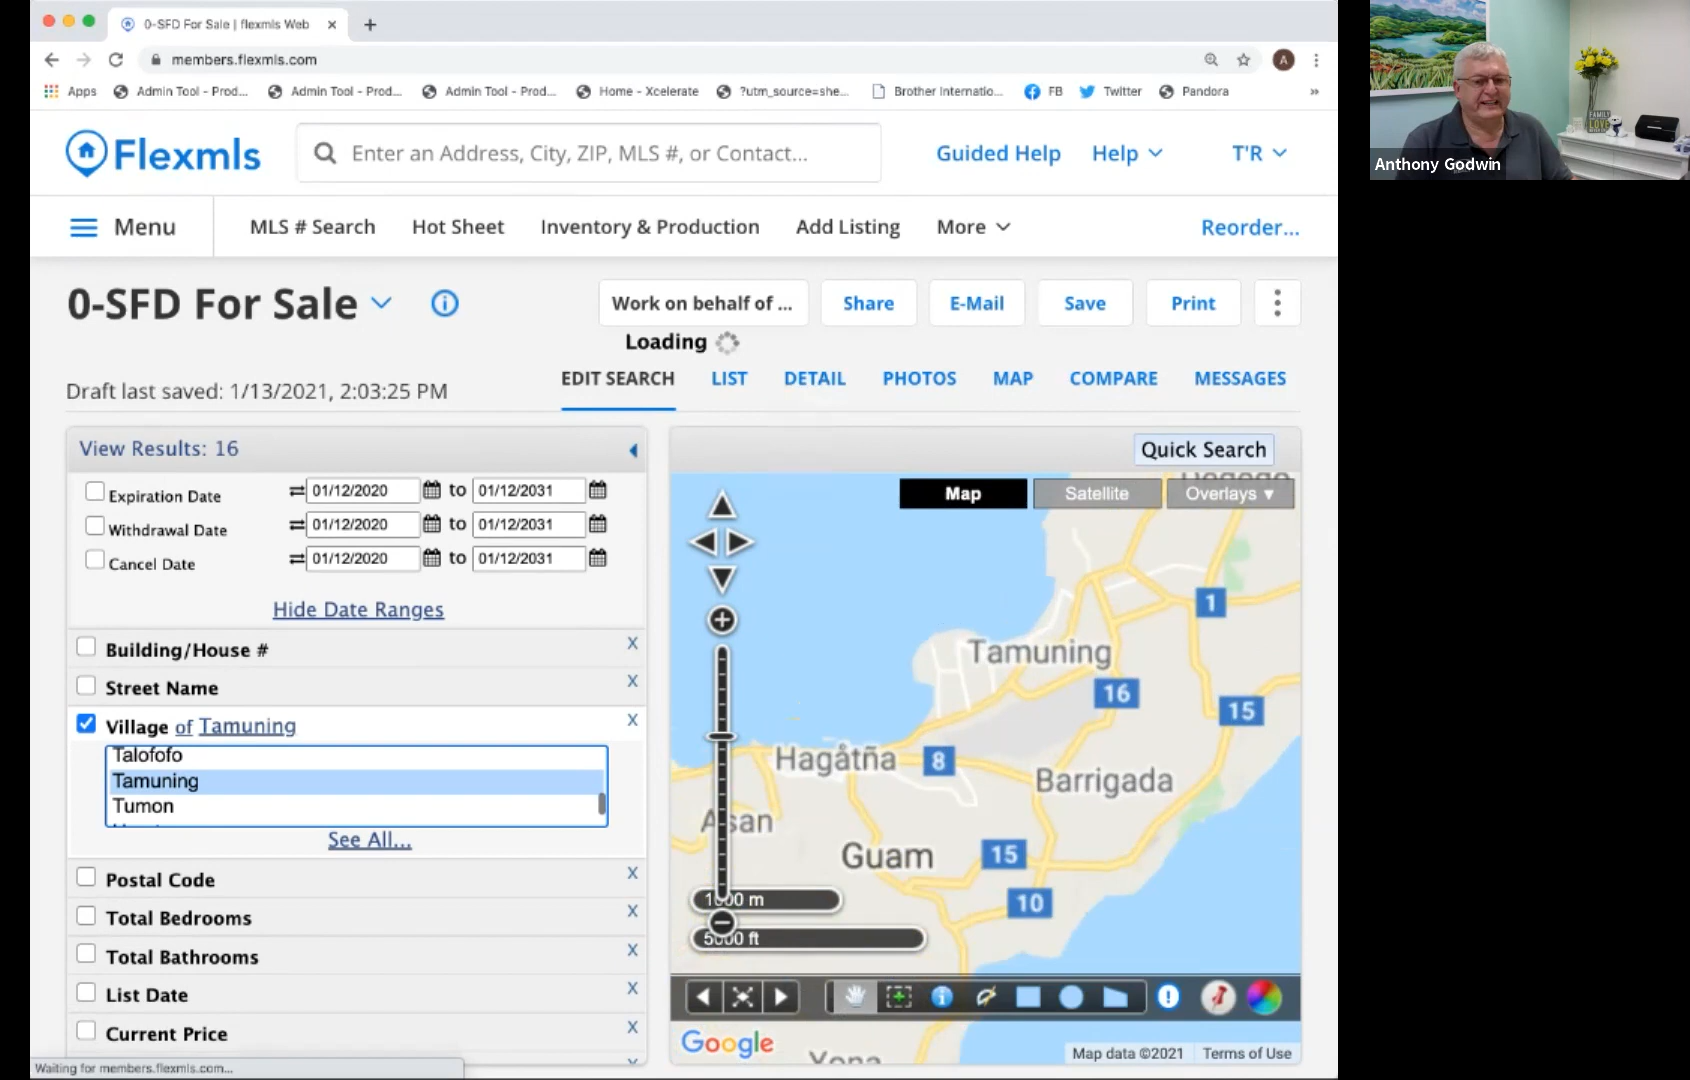 0-SFD For Sale | flexmls Web
members.flexmls.com
A
Apps Admin Tool - Prod... Admin Tool - Prod... Admin Tool - Prod... Home - Xcelerate ?utm_source=she... Brother Internatio... FB Twitter Pandora »
Flexmls Enter an Address, City, ZIP, MLS #, or Contact... Guided Help Help T'R
Menu MLS # Search Hot Sheet Inventory & Production Add Listing More Reorder...
0-SFD For Sale Work on behalf of ... Share E-Mail Save Print
Loading
Draft last saved: 1/13/2021, 2:03:25 PM EDIT SEARCH LIST DETAIL PHOTOS MAP COMPARE MESSAGES
View Results: 16
Expiration Date 01/12/2020 to 01/12/2031
Withdrawal Date 01/12/2020 to 01/12/2031
Cancel Date 01/12/2020 to 01/12/2031
Hide Date Ranges
Building/House # X
Street Name X
Village of Tamuning X
Talofofo
Tamuning
Tumon
See All...
Postal Code X
Total Bedrooms X
Total Bathrooms X
List Date X
Current Price X
Waiting for members.flexmls.com...
Quick Search
Map Satellite Overlays ▼
1
Tamuning
16
15
Hagåtña 8
Barrigada
Asan
Guam 15
10
1000 m
5000 ft
Google
Yona
Map data ©2021 Terms of Use
FAMILY
LOVE
Anthony Godwin